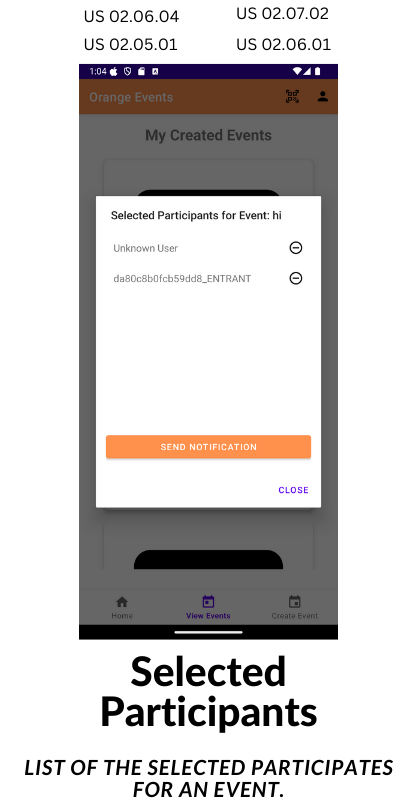 US 02.06.04
US 02.07.02
US 02.05.01
US 02.06.01
1:04
Orange Events
My Created Events
Selected Participants for Event: hi
Unknown User
da80c8b0fcb59dd8_ENTRANT
SEND NOTIFICATION
CLOSE
Home
View Events
Create Event
Selected
Participants
LIST OF THE SELECTED PARTICIPATES
FOR AN EVENT.